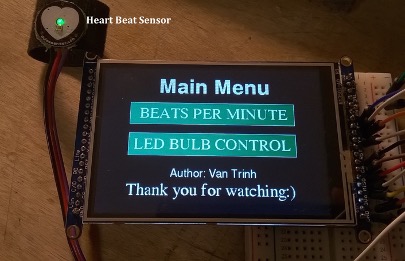 Heart Beat Sensor
Main Menu
BEATS PER MINUTE
LED BULB CONTROL
Author: Van Trinh
Thank you for watching:)